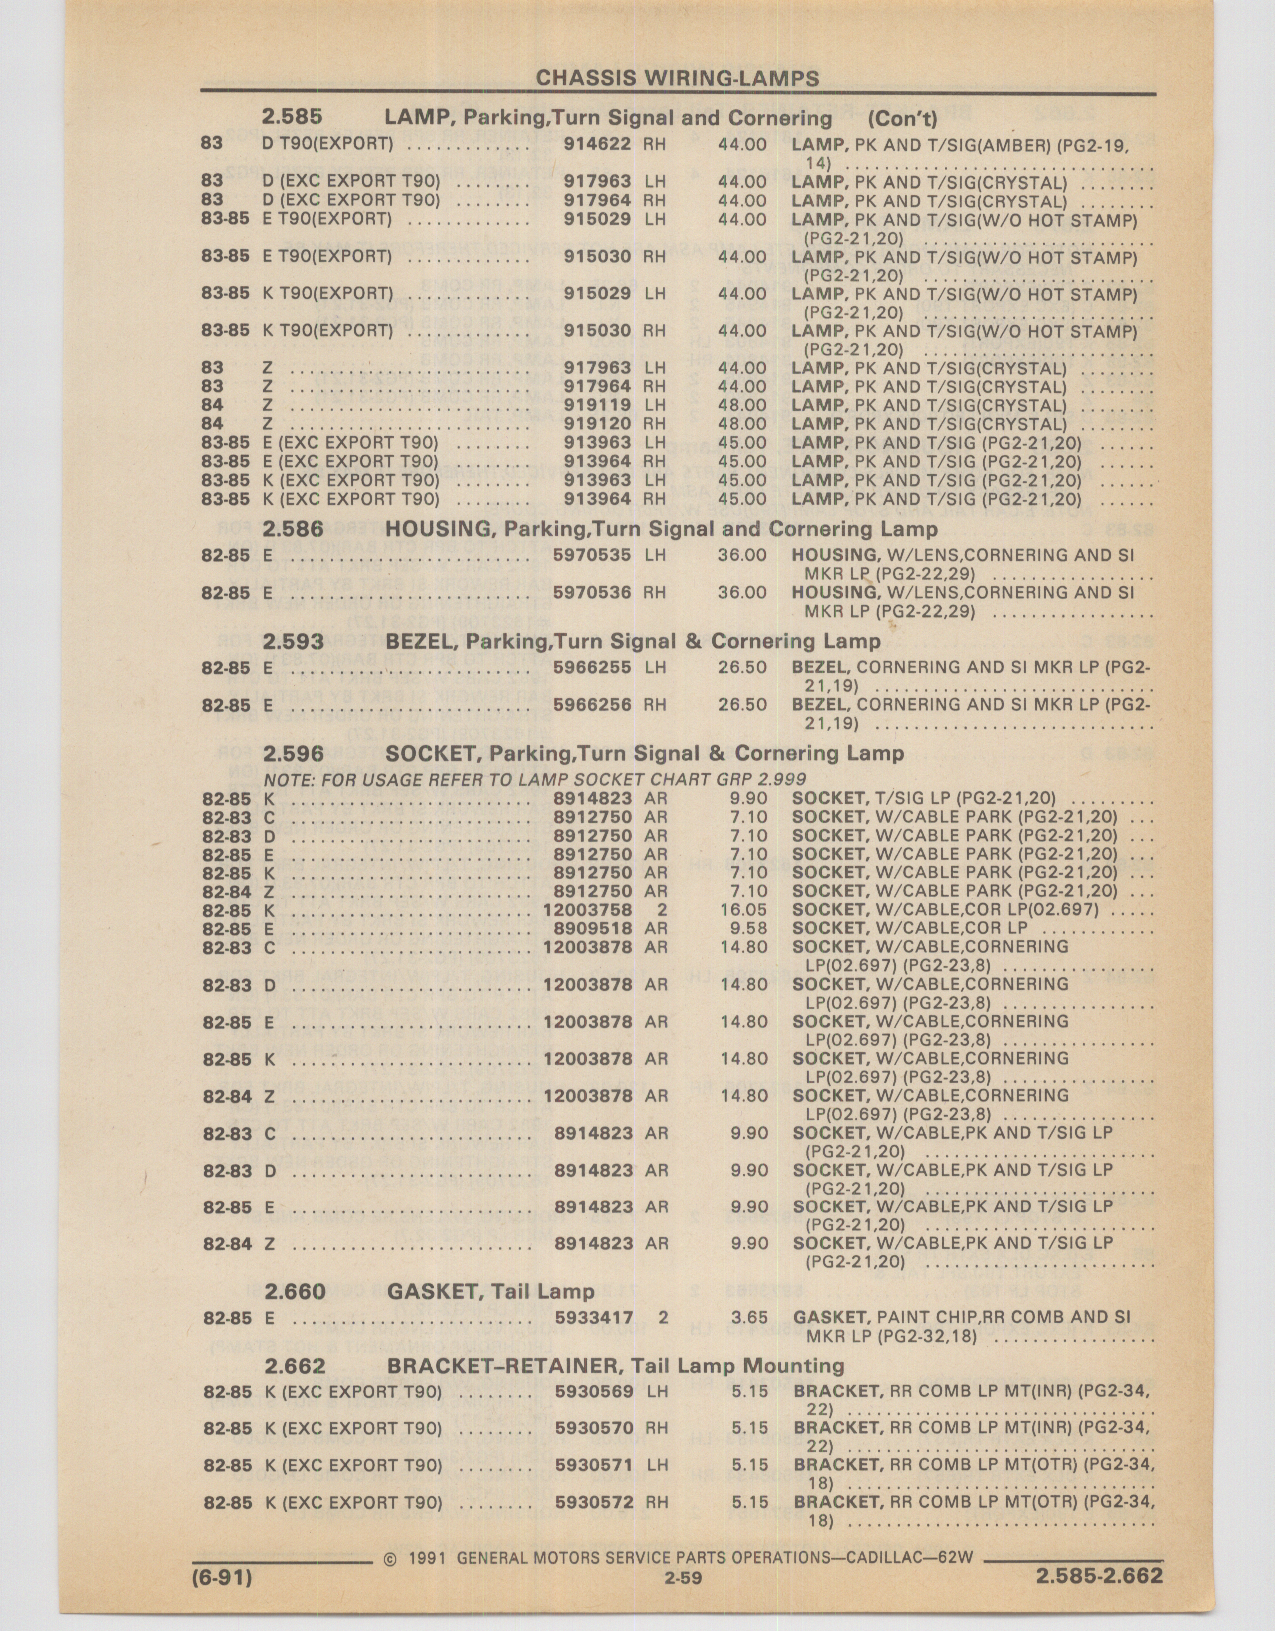 CHASSIS WIRING-LAMPS
2.585 LAMP, Parking,Turn Signal and Cornering (Con't)
83 D T90(EXPORT) ............. 914622 RH 44.00 LAMP, PK AND T/SIG(AMBER) (PG2-19,
14) ................................
83 D (EXC EXPORT T90) ........ 917963 LH 44.00 LAMP, PK AND T/SIG(CRYSTAL) ........
83 D (EXC EXPORT T90) ........ 917964 RH 44.00 LAMP, PK AND T/SIG(CRYSTAL) ........
83-85 E T90(EXPORT) ............. 915029 LH 44.00 LAMP, PK AND T/SIG(W/O HOT STAMP)
(PG2-21,20) ........................
83-85 E T90(EXPORT) ............. 915030 RH 44.00 LAMP, PK AND T/SIG(W/O HOT STAMP)
(PG2-21,20) ........................
83-85 K T90(EXPORT) ............. 915029 LH 44.00 LAMP, PK AND T/SIG(W/O HOT STAMP)
(PG2-21,20) ........................
83-85 K T90(EXPORT) ............. 915030 RH 44.00 LAMP, PK AND T/SIG(W/O HOT STAMP)
(PG2-21,20) ........................
83 Z ......................... 917963 LH 44.00 LAMP, PK AND T/SIG(CRYSTAL) ........
83 Z ......................... 917964 RH 44.00 LAMP, PK AND T/SIG(CRYSTAL) ........
84 Z ......................... 919119 LH 48.00 LAMP, PK AND T/SIG(CRYSTAL) ........
84 Z ......................... 919120 RH 48.00 LAMP, PK AND T/SIG(CRYSTAL) ........
83-85 E (EXC EXPORT T90) ........ 913963 LH 45.00 LAMP, PK AND T/SIG (PG2-21,20) ......
83-85 E (EXC EXPORT T90) ........ 913964 RH 45.00 LAMP, PK AND T/SIG (PG2-21,20) ......
83-85 K (EXC EXPORT T90) ........ 913963 LH 45.00 LAMP, PK AND T/SIG (PG2-21,20) ......
83-85 K (EXC EXPORT T90) ........ 913964 RH 45.00 LAMP, PK AND T/SIG (PG2-21,20) ......
2.586 HOUSING, Parking,Turn Signal and Cornering Lamp
82-85 E ......................... 5970535 LH 36.00 HOUSING, W/LENS,CORNERING AND SI
MKR LP (PG2-22,29) .................
82-85 E ......................... 5970536 RH 36.00 HOUSING, W/LENS,CORNERING AND SI
MKR LP (PG2-22,29) .................
2.593 BEZEL, Parking,Turn Signal & Cornering Lamp
82-85 E ......................... 5966255 LH 26.50 BEZEL, CORNERING AND SI MKR LP (PG2-
21,19) .............................
82-85 E ......................... 5966256 RH 26.50 BEZEL, CORNERING AND SI MKR LP (PG2-
21,19) .............................
2.596 SOCKET, Parking,Turn Signal & Cornering Lamp
NOTE: FOR USAGE REFER TO LAMP SOCKET CHART GRP 2.999
82-85 K ......................... 8914823 AR 9.90 SOCKET, T/SIG LP (PG2-21,20) .........
82-83 C ......................... 8912750 AR 7.10 SOCKET, W/CABLE PARK (PG2-21,20) ...
82-83 D ......................... 8912750 AR 7.10 SOCKET, W/CABLE PARK (PG2-21,20) ...
82-85 E ......................... 8912750 AR 7.10 SOCKET, W/CABLE PARK (PG2-21,20) ...
82-85 K ......................... 8912750 AR 7.10 SOCKET, W/CABLE PARK (PG2-21,20) ...
82-84 Z ......................... 8912750 AR 7.10 SOCKET, W/CABLE PARK (PG2-21,20) ...
82-85 K ......................... 12003758 2 16.05 SOCKET, W/CABLE,COR LP(02.697) .....
82-85 E ......................... 8909518 AR 9.58 SOCKET, W/CABLE,COR LP ............
82-83 C ......................... 12003878 AR 14.80 SOCKET, W/CABLE,CORNERING
LP(02.697) (PG2-23,8) ................
82-83 D ......................... 12003878 AR 14.80 SOCKET, W/CABLE,CORNERING
LP(02.697) (PG2-23,8) ................
82-85 E ......................... 12003878 AR 14.80 SOCKET, W/CABLE,CORNERING
LP(02.697) (PG2-23,8) ................
82-85 K ......................... 12003878 AR 14.80 SOCKET, W/CABLE,CORNERING
LP(02.697) (PG2-23,8) ................
82-84 Z ......................... 12003878 AR 14.80 SOCKET, W/CABLE,CORNERING
LP(02.697) (PG2-23,8) ................
82-83 C ......................... 8914823 AR 9.90 SOCKET, W/CABLE,PK AND T/SIG LP
(PG2-21,20) ........................
82-83 D ......................... 8914823 AR 9.90 SOCKET, W/CABLE,PK AND T/SIG LP
(PG2-21,20) ........................
82-85 E ......................... 8914823 AR 9.90 SOCKET, W/CABLE,PK AND T/SIG LP
(PG2-21,20) ........................
82-84 Z ......................... 8914823 AR 9.90 SOCKET, W/CABLE,PK AND T/SIG LP
(PG2-21,20) ........................
2.660 GASKET, Tail Lamp
82-85 E ......................... 5933417 2 3.65 GASKET, PAINT CHIP,RR COMB AND SI
MKR LP (PG2-32,18) .................
2.662 BRACKET–RETAINER, Tail Lamp Mounting
82-85 K (EXC EXPORT T90) ........ 5930569 LH 5.15 BRACKET, RR COMB LP MT(INR) (PG2-34,
22) ................................
82-85 K (EXC EXPORT T90) ........ 5930570 RH 5.15 BRACKET, RR COMB LP MT(INR) (PG2-34,
22) ................................
82-85 K (EXC EXPORT T90) ........ 5930571 LH 5.15 BRACKET, RR COMB LP MT(OTR) (PG2-34,
18) ................................
82-85 K (EXC EXPORT T90) ........ 5930572 RH 5.15 BRACKET, RR COMB LP MT(OTR) (PG2-34,
18) ................................
© 1991 GENERAL MOTORS SERVICE PARTS OPERATIONS—CADILLAC—62W
(6-91) 2-59 2.585-2.662